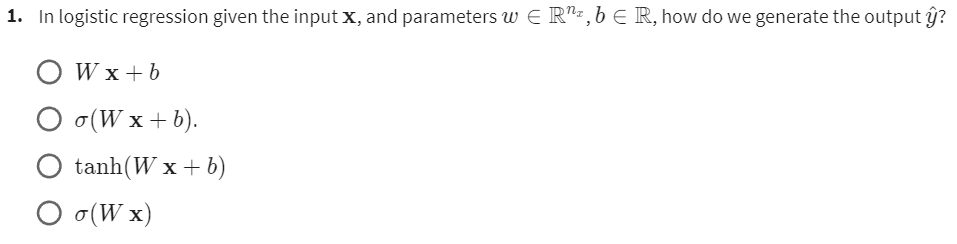 1. In logistic regression given the input $\mathbf{x}$, and parameters $w \in \mathbb{R}^{n_x}, b \in \mathbb{R}$, how do we generate the output $\hat{y}$?
$W \mathbf{x} + b$
$\sigma(W \mathbf{x} + b)$.
$\tanh(W \mathbf{x} + b)$
$\sigma(W \mathbf{x})$